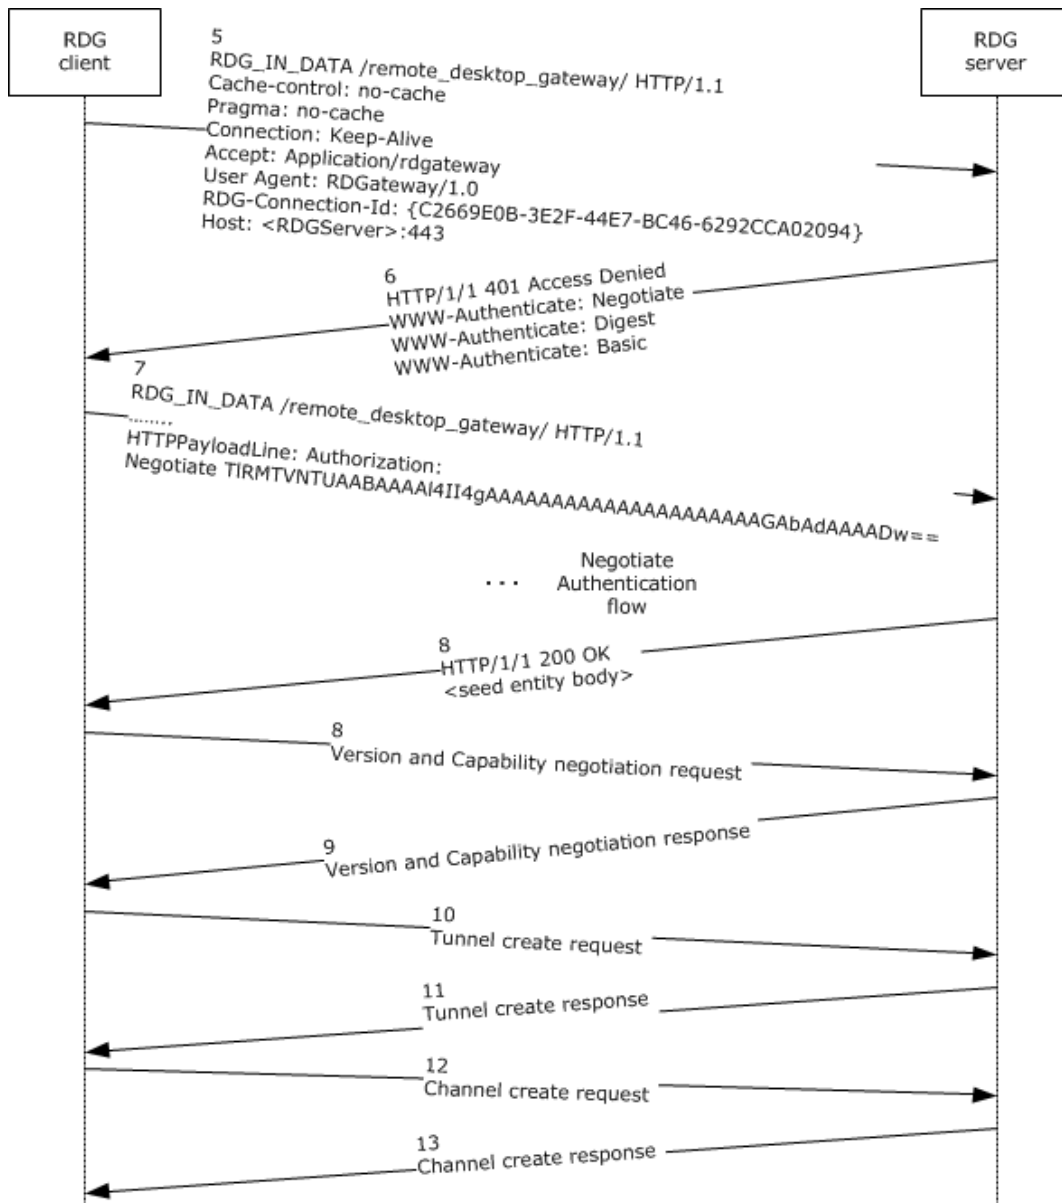 RDG
client
RDG
server
5
RDG_IN_DATA /remote_desktop_gateway/ HTTP/1.1
Cache-control: no-cache
Pragma: no-cache
Connection: Keep-Alive
Accept: Application/rdgateway
User Agent: RDGateway/1.0
RDG-Connection-Id: {C2669E0B-3E2F-44E7-BC46-6292CCA02094}
Host: <RDGServer>:443
6
HTTP/1/1 401 Access Denied
WWW-Authenticate: Negotiate
WWW-Authenticate: Digest
WWW-Authenticate: Basic
7
RDG_IN_DATA /remote_desktop_gateway/ HTTP/1.1
........
HTTPPayloadLine: Authorization:
Negotiate TlRMTVNTUAABAAAAl4II4gAAAAAAAAAAAAAAAAAAAAAGAbAdAAAADw==
... Negotiate
Authentication
flow
8
HTTP/1/1 200 OK
<seed entity body>
8
Version and Capability negotiation request
9
Version and Capability negotiation response
10
Tunnel create request
11
Tunnel create response
12
Channel create request
13
Channel create response